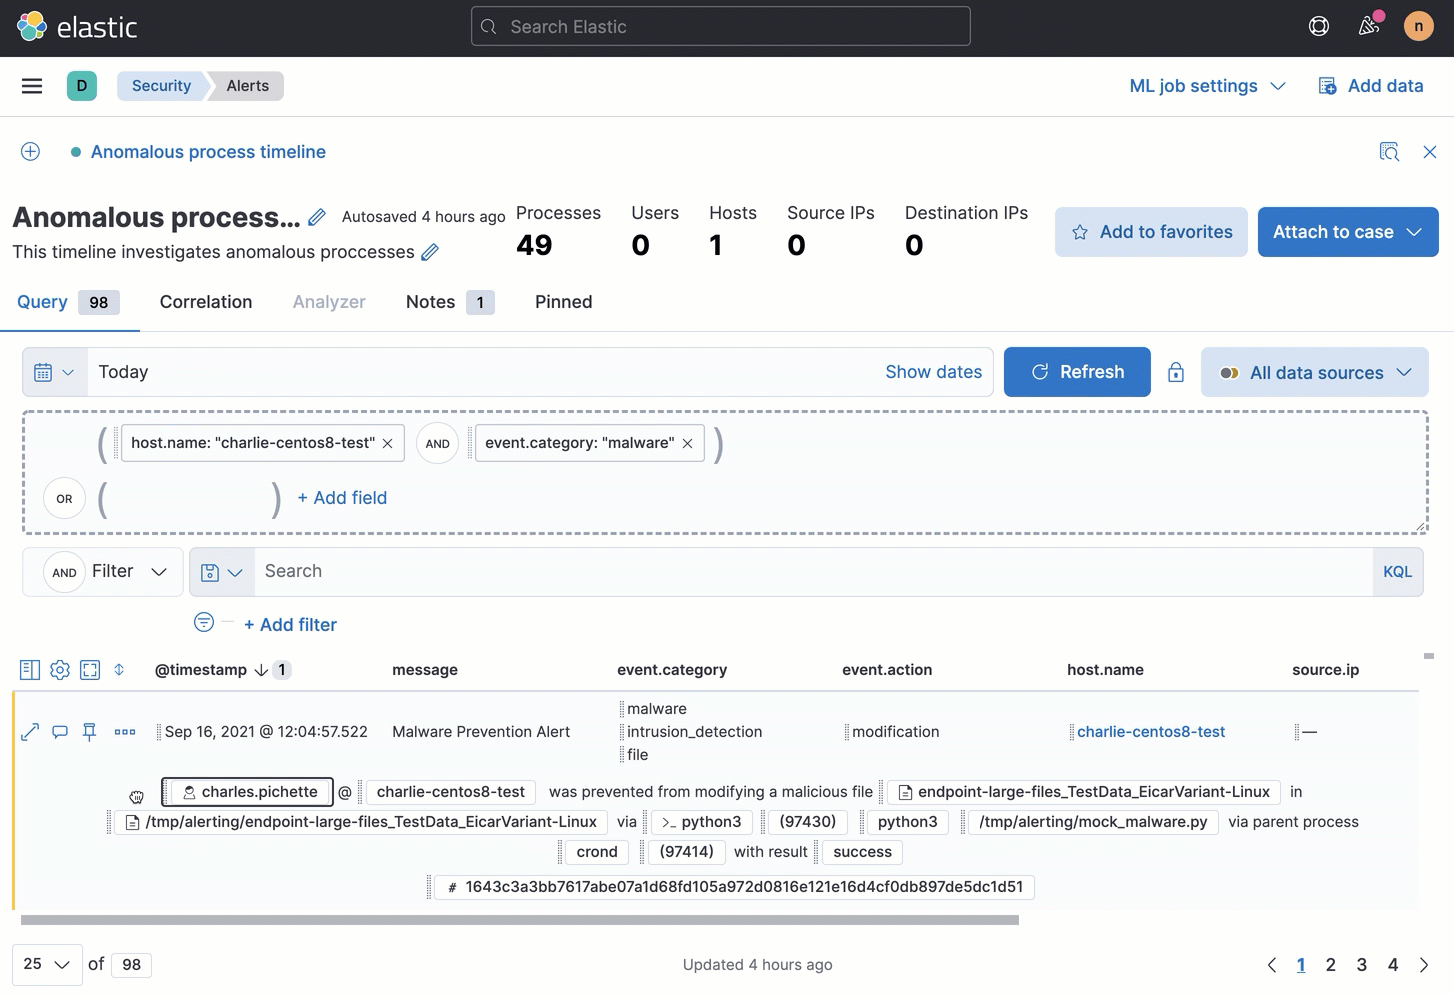 elastic
Search Elastic
n
D
Security
Alerts
ML job settings
Add data
Anomalous process timeline
Anomalous process...
Autosaved 4 hours ago
This timeline investigates anomalous proccesses
Processes
49
Users
0
Hosts
1
Source IPs
0
Destination IPs
0
Add to favorites
Attach to case
Query 98
Correlation
Analyzer
Notes 1
Pinned
Today
Show dates
Refresh
All data sources
( host.name: "charlie-centos8-test" × AND event.category: "malware" × )
OR ( ) + Add field
AND Filter
Search
KQL
+ Add filter
@timestamp ↓ 1
message
event.category
event.action
host.name
source.ip
Sep 16, 2021 @ 12:04:57.522
Malware Prevention Alert
malware
intrusion_detection
file
modification
charlie-centos8-test
—
charles.pichette @ charlie-centos8-test was prevented from modifying a malicious file endpoint-large-files_TestData_EicarVariant-Linux in
/tmp/alerting/endpoint-large-files_TestData_EicarVariant-Linux via >_ python3 (97430) python3 /tmp/alerting/mock_malware.py via parent process
crond (97414) with result success
# 1643c3a3bb7617abe07a1d68fd105a972d0816e121e16d4cf0db897de5dc1d51
25 of 98
Updated 4 hours ago
< 1 2 3 4 >